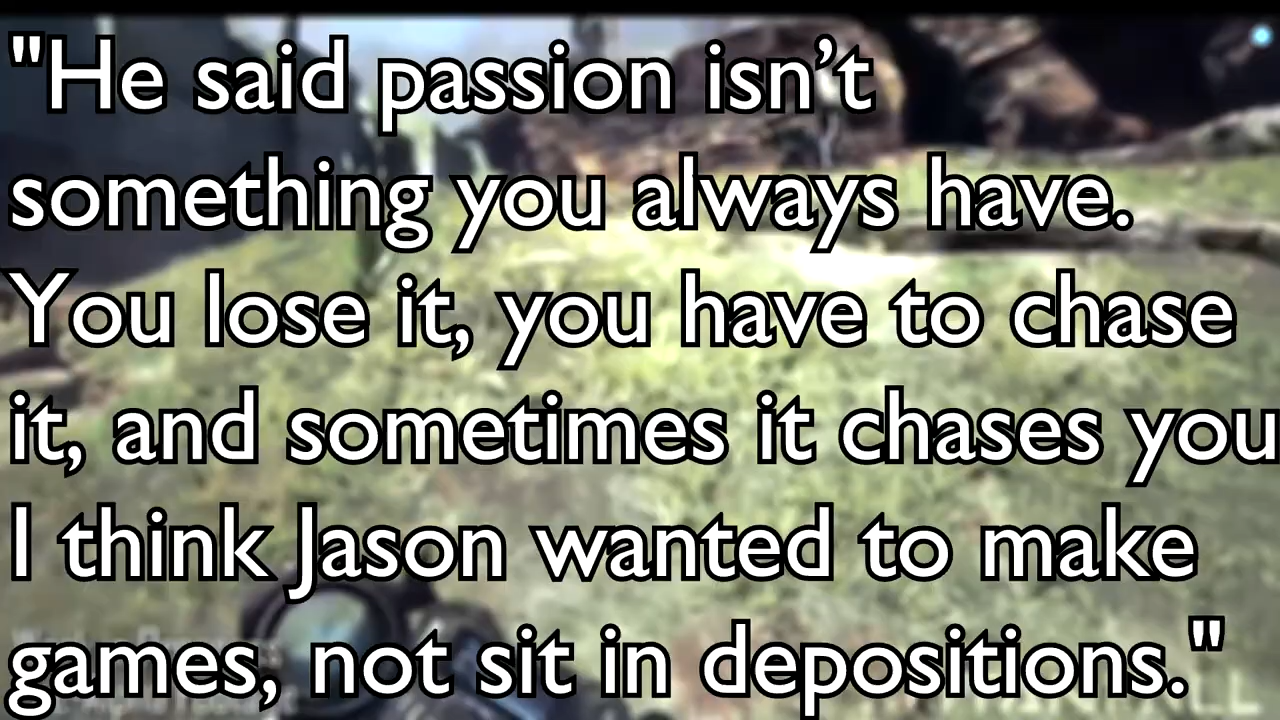 "He said passion isn’t
something you always have.
You lose it, you have to chase
it, and sometimes it chases you
I think Jason wanted to make
games, not sit in depositions."